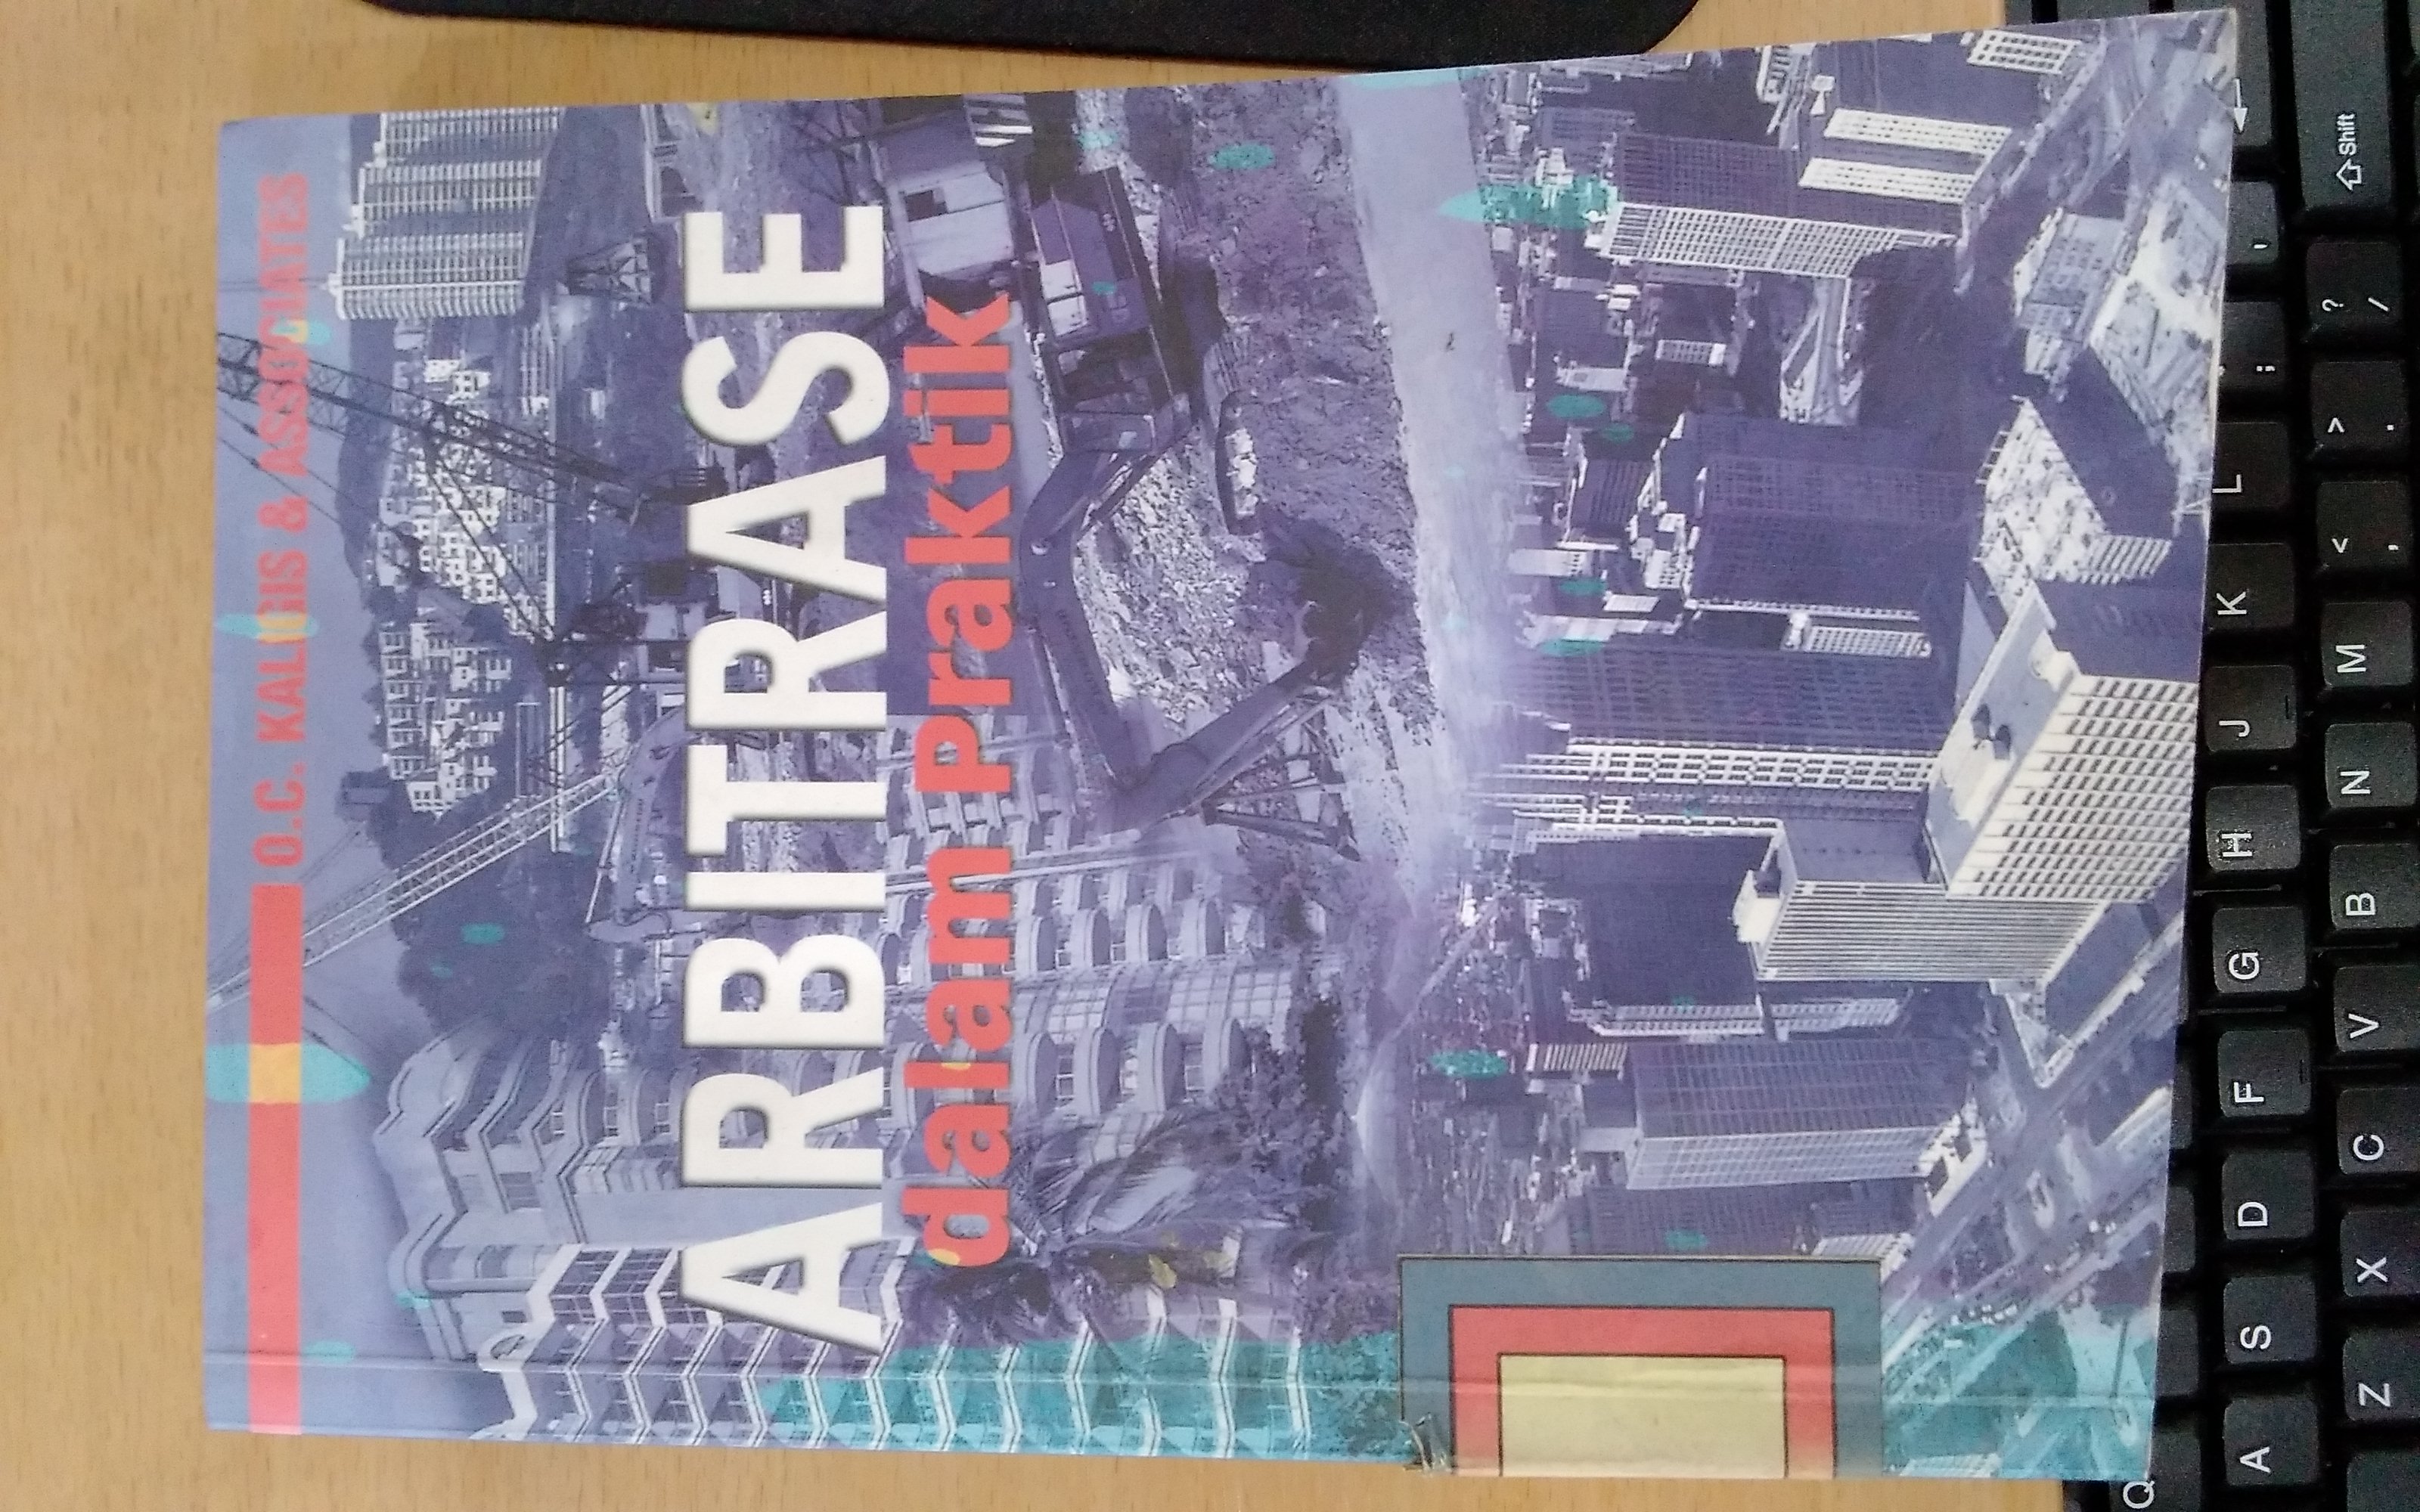 O.C. KALIGIS & ASSOCIATES
ARBITRASE
dalam Praktik
L
K
J
H
G
F
D
S
A
Q
Shift
? /
> .
< ,
M
N
B
V
C
X
Z